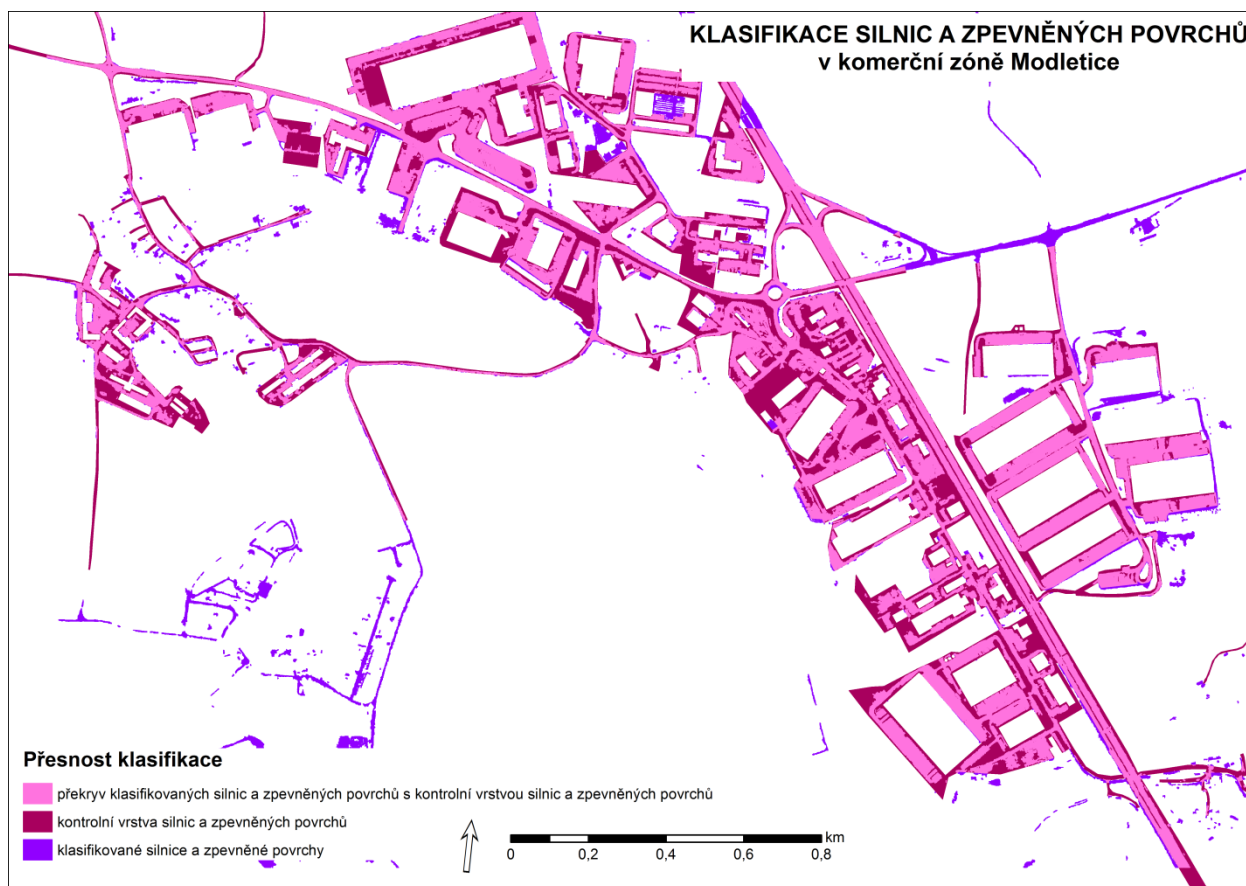 KLASIFIKACE SILNIC A ZPEVNĚNÝCH POVRCHŮ
v komerční zóně Modletice
Přesnost klasifikace
překryv klasifikovaných silnic a zpevněných povrchů s kontrolní vrstvou silnic a zpevněných povrchů
kontrolní vrstva silnic a zpevněných povrchů
klasifikované silnice a zpevněné povrchy
km
0 0,2 0,4 0,6 0,8